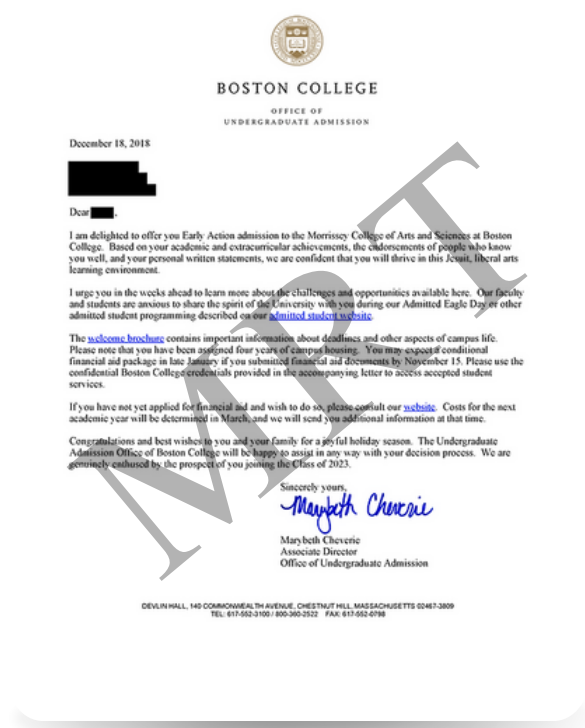 BOSTON COLLEGE
OFFICE OF
UNDERGRADUATE ADMISSION
December 18, 2018
Dear ,
I am delighted to offer you Early Action admission to the Morrissey College of Arts and Sciences at Boston
College. Based on your academic and extracurricular achievements, the endorsements of people who know
you well, and your personal written statements, we are confident that you will thrive in this Jesuit, liberal arts
learning environment.
I urge you in the weeks ahead to learn more about the challenges and opportunities available here. Our faculty
and students are anxious to share the spirit of the University with you during our Admitted Eagle Day or other
admitted student programming described on our admitted student website.
The welcome brochure contains important information about deadlines and other aspects of campus life.
Please note that you have been assigned four years of campus housing. You may expect a conditional
financial aid package in late January if you submitted financial aid documents by November 15. Please use the
confidential Boston College credentials provided in the accompanying letter to access accepted student
services.
If you have not yet applied for financial aid and wish to do so, please consult our website. Costs for the next
academic year will be determined in March, and we will send you additional information at that time.
Congratulations and best wishes to you and your family for a joyful holiday season. The Undergraduate
Admission Office of Boston College will be happy to assist in any way with your decision process. We are
genuinely enthused by the prospect of you joining the Class of 2023.
Sincerely yours,
Maybeth Cheverie
Marybeth Cheverie
Associate Director
Office of Undergraduate Admission
DEVLIN HALL, 140 COMMONWEALTH AVENUE, CHESTNUT HILL, MASSACHUSETTS 02467-3809
TEL: 617-552-3100 / 800-360-2522 FAX: 617-552-0798
MRT